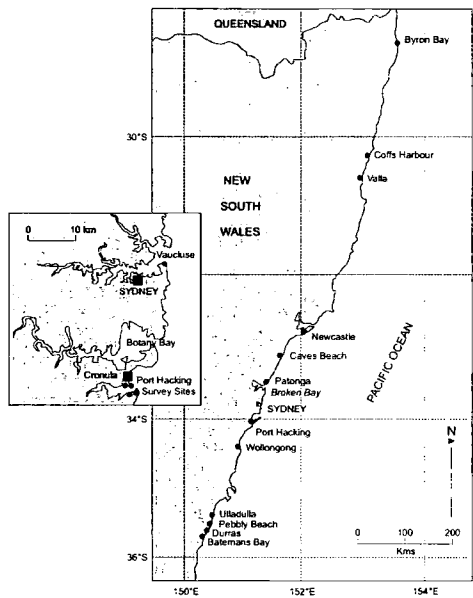 QUEENSLAND
Byron Bay
30°S
Coffs Harbour
Valla
NEW
SOUTH
WALES
0 10 km
Vaucluse
SYDNEY
Botany Bay
Cronulla
Port Hacking
Survey Sites
Newcastle
Caves Beach
Patonga
Broken Bay
SYDNEY
PACIFIC OCEAN
34°S
Port Hacking
Wollongong
N
Ulladulla
Pebbly Beach
Durras
Batemans Bay
0 100 200
Kms
36°S
150°E 152°E 154°E